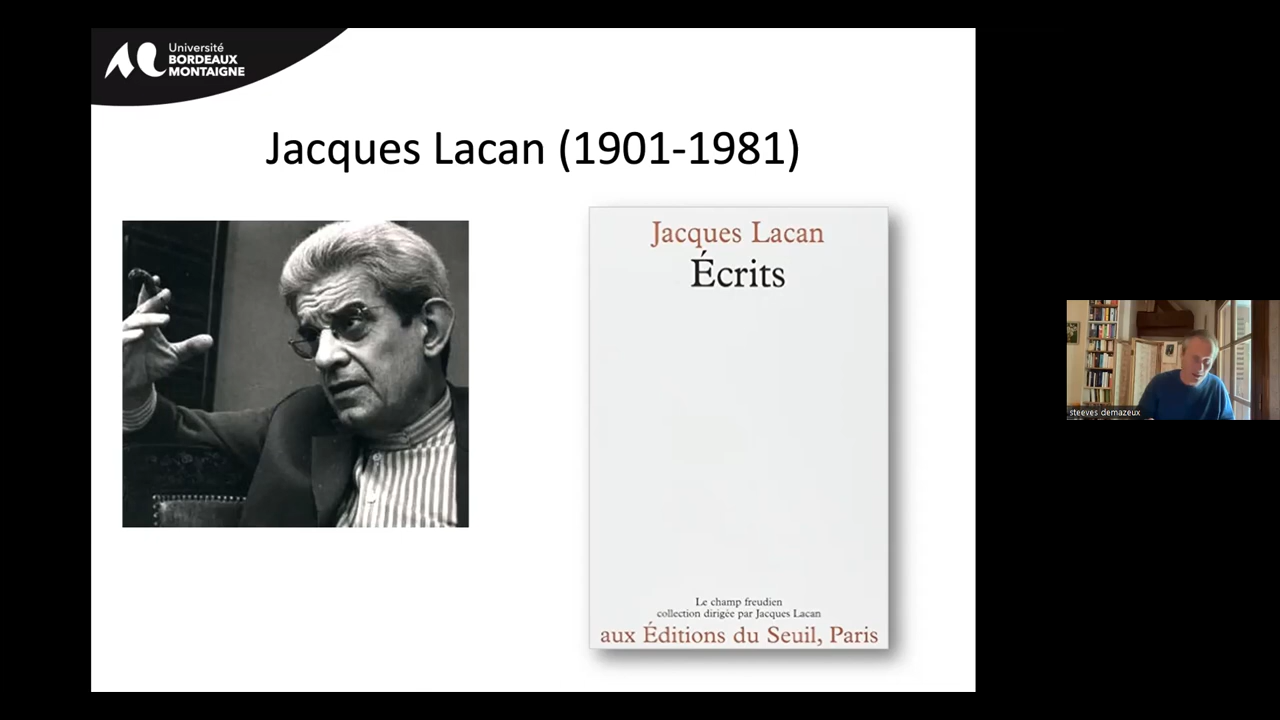 Université
BORDEAUX
MONTAIGNE
Jacques Lacan (1901-1981)
Jacques Lacan
Écrits
Le champ freudien
collection dirigée par Jacques Lacan
aux Éditions du Seuil, Paris
steeves demazeux